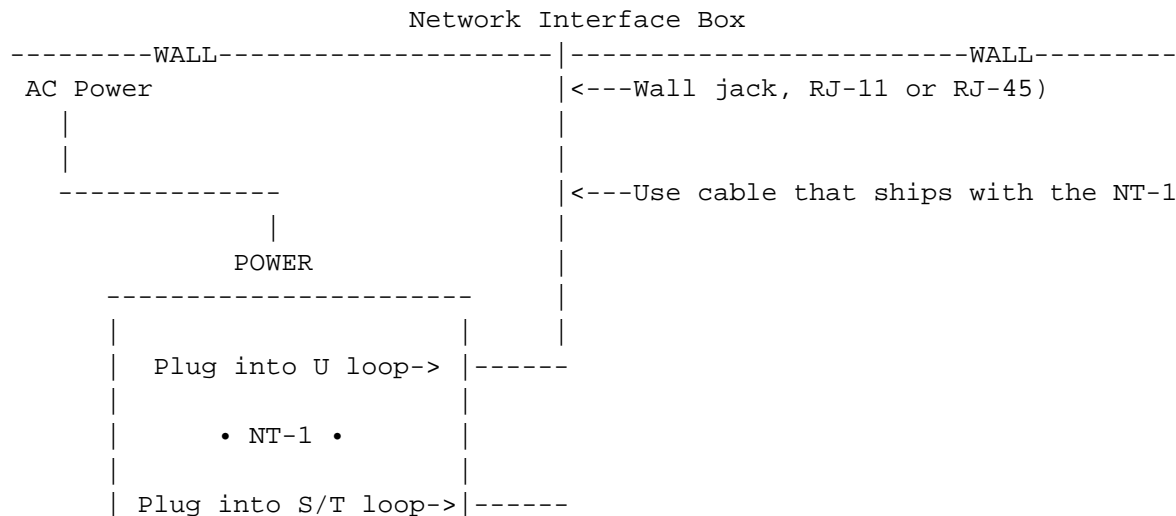 Network Interface Box
---------WALL---------------------|-------------------------WALL---------
AC Power |<---Wall jack, RJ-11 or RJ-45)
| |
| |
-------------- |<---Use cable that ships with the NT-1
| |
POWER |
----------------------- |
| | |
| Plug into U loop-> |------
| |
| • NT-1 • |
| |
| Plug into S/T loop->|------